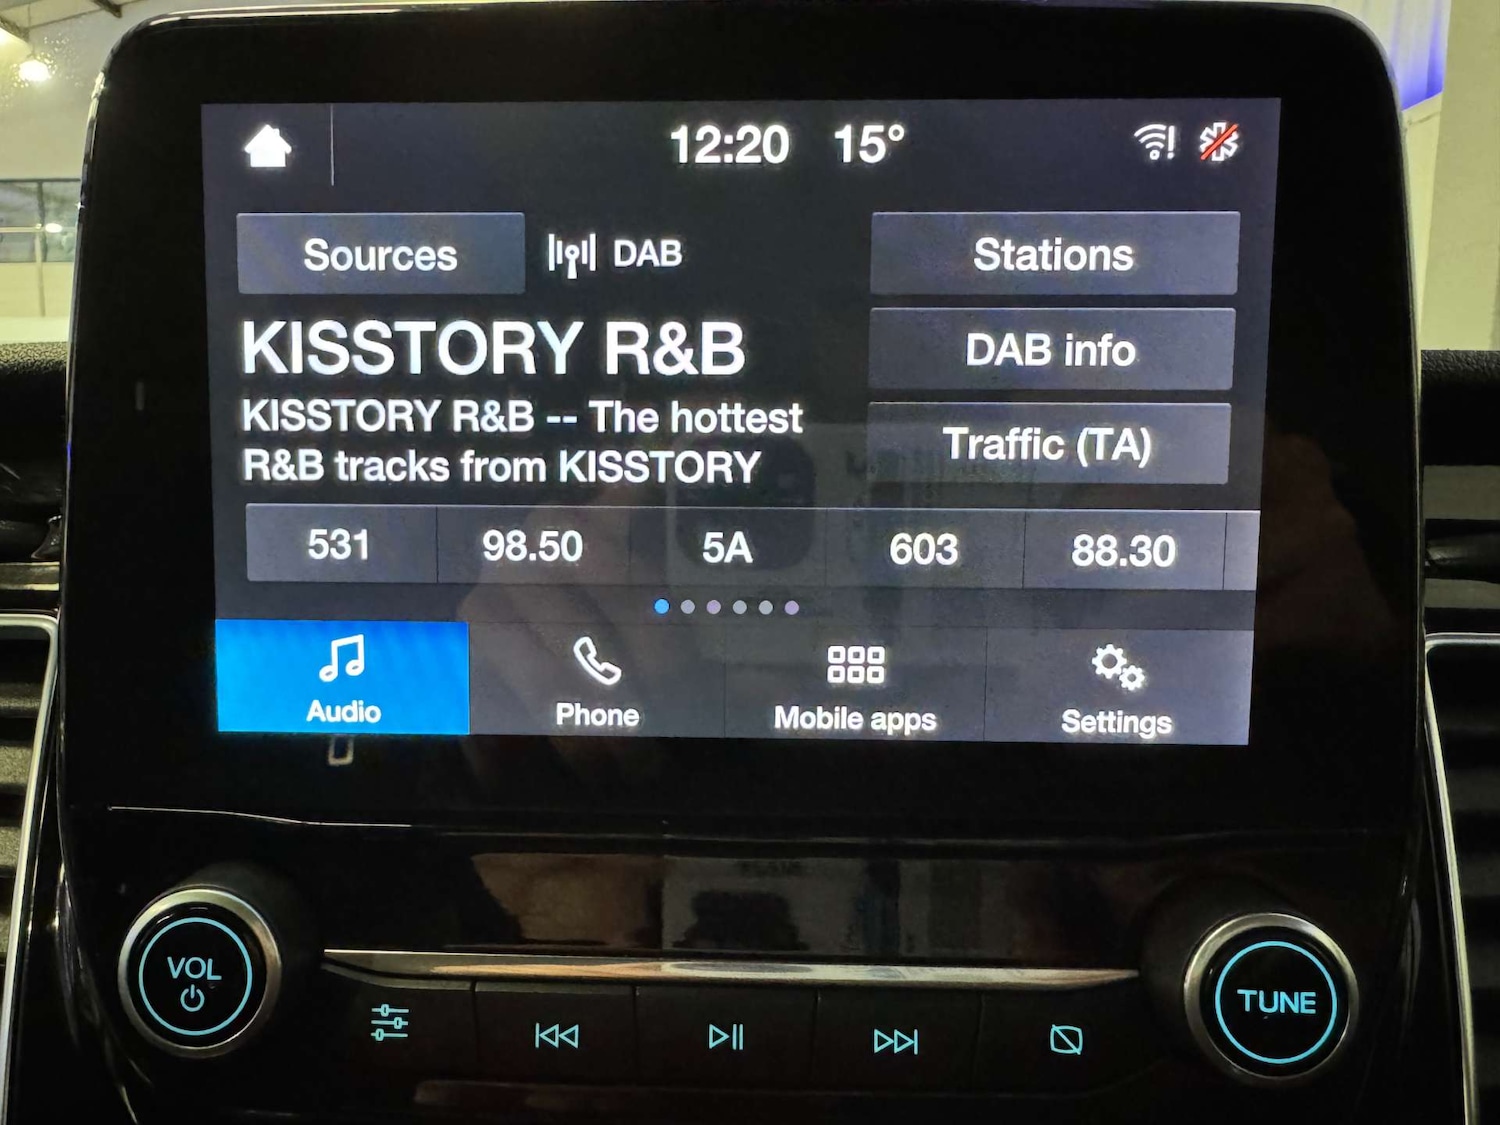 12:20 15°
Sources DAB Stations
KISSTORY R&B
DAB info
KISSTORY R&B -- The hottest
R&B tracks from KISSTORY
Traffic (TA)
531 98.50 5A 603 88.30
Audio Phone Mobile apps Settings
VOL
TUNE